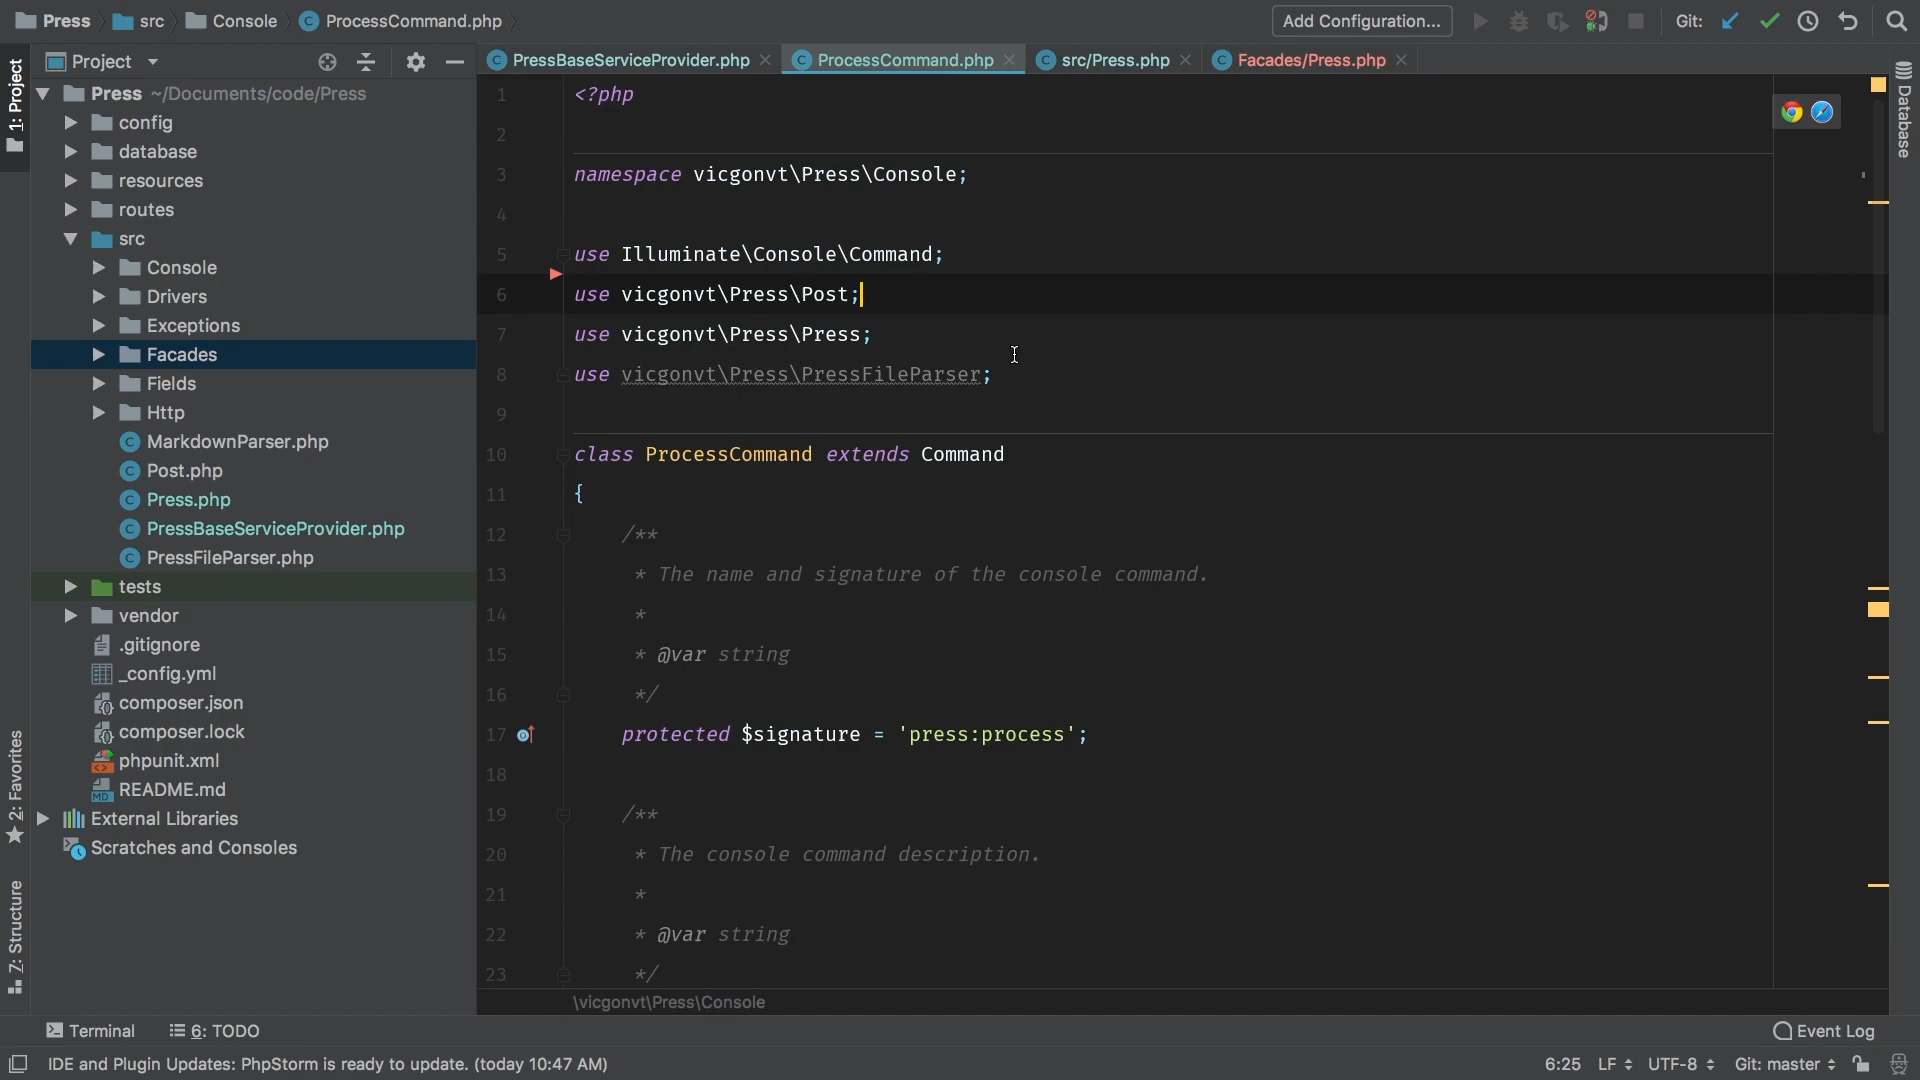 Press src Console ProcessCommand.php
Add Configuration...
Git:
1: Project
2: Favorites
Z: Structure
Project
Press ~/Documents/code/Press
config
database
resources
routes
src
Console
Drivers
Exceptions
Facades
Fields
Http
MarkdownParser.php
Post.php
Press.php
PressBaseServiceProvider.php
PressFileParser.php
tests
vendor
.gitignore
_config.yml
composer.json
composer.lock
phpunit.xml
README.md
External Libraries
Scratches and Consoles
PressBaseServiceProvider.php ProcessCommand.php src/Press.php Facades/Press.php
1 <?php
2
3 namespace vicgonvt\Press\Console;
4
5 use Illuminate\Console\Command;
6 use vicgonvt\Press\Post;
7 use vicgonvt\Press\Press;
8 use vicgonvt\Press\PressFileParser;
9
10 class ProcessCommand extends Command
11 {
12 /**
13 * The name and signature of the console command.
14 *
15 * @var string
16 */
17 protected $signature = 'press:process';
18
19 /**
20 * The console command description.
21 *
22 * @var string
23 */
\vicgonvt\Press\Console
Database
Terminal 6: TODO
Event Log
IDE and Plugin Updates: PhpStorm is ready to update. (today 10:47 AM)
6:25 LF UTF-8 Git: master